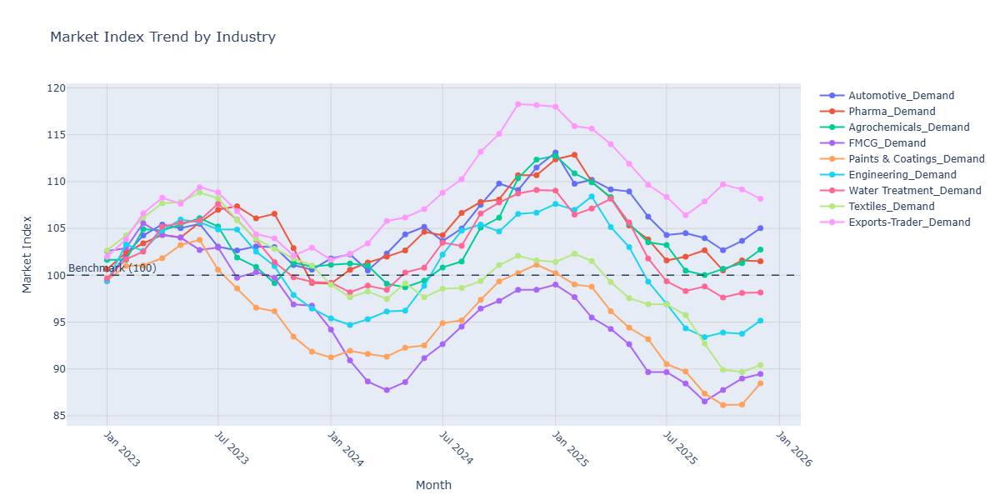 Market Index Trend by Industry
120
115
110
105
100
95
90
85
Market Index
Benchmark (100)
Jan 2023
Jul 2023
Jan 2024
Jul 2024
Jan 2025
Jul 2025
Jan 2026
Month
Automotive_Demand
Pharma_Demand
Agrochemicals_Demand
FMCG_Demand
Paints & Coatings_Demand
Engineering_Demand
Water Treatment_Demand
Textiles_Demand
Exports-Trader_Demand